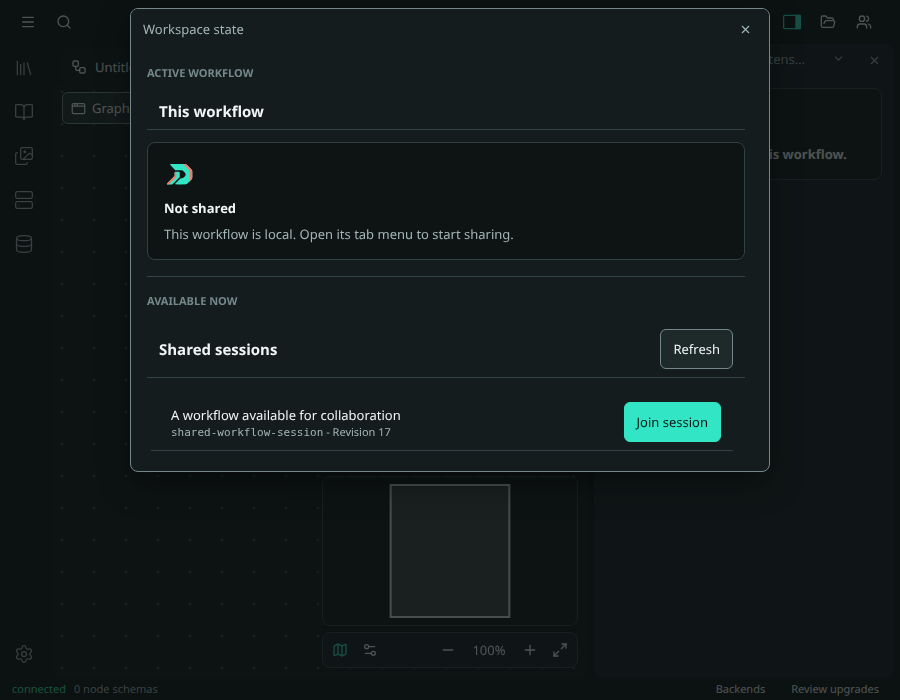 Workspace state
tens...
Untitl
ACTIVE WORKFLOW
Graph
This workflow
is workflow.
Not shared
This workflow is local. Open its tab menu to start sharing.
AVAILABLE NOW
Shared sessions
Refresh
A workflow available for collaboration
shared-workflow-session - Revision 17
Join session
100%
connected 0 node schemas
Backends
Review upgrades